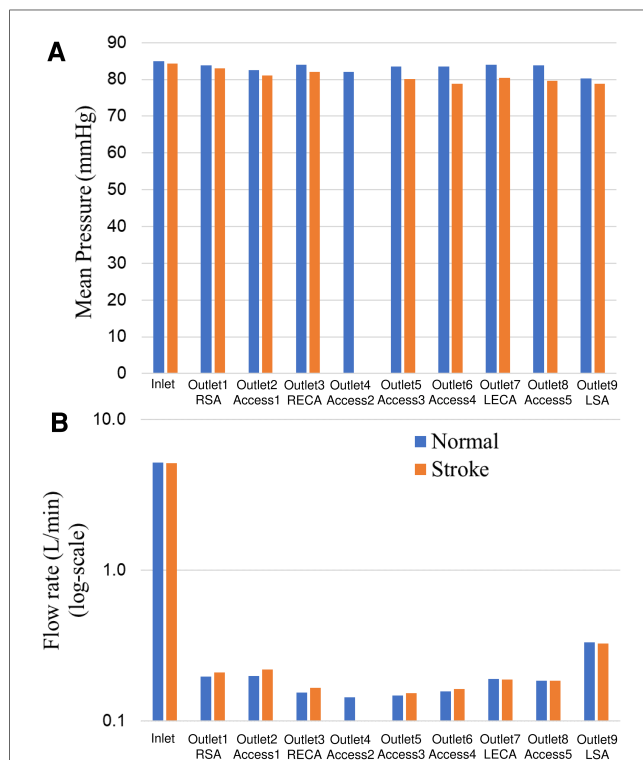 A
Mean Pressure (mmHg)
90
80
70
60
50
40
30
20
10
0
Inlet Outlet1 Outlet2 Outlet3 Outlet4 Outlet5 Outlet6 Outlet7 Outlet8 Outlet9
RSA Access1 RECA Access2 Access3 Access4 LECA Access5 LSA
B
Flow rate (L/min)
(log-scale)
10.0
1.0
0.1
Normal
Stroke
Inlet Outlet1 Outlet2 Outlet3 Outlet4 Outlet5 Outlet6 Outlet7 Outlet8 Outlet9
RSA Access1 RECA Access2 Access3 Access4 LECA Access5 LSA